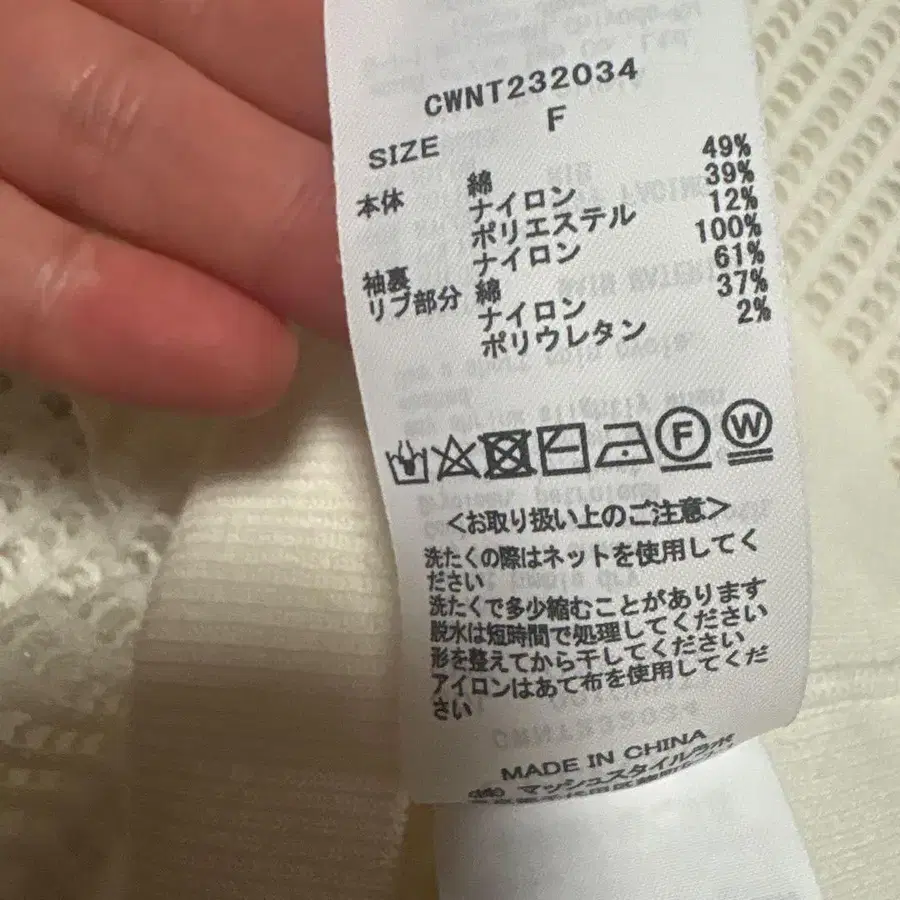 CWNT232034
SIZE F
本体 綿 49%
ナイロン 39%
ポリエステル 12%
袖裏 ナイロン 100%
リブ部分 綿 61%
ナイロン 37%
ポリウレタン 2%
F W
<お取り扱い上のご注意>
洗たくの際はネットを使用してく
ださい
洗たくで多少縮むことがあります
脱水は短時間で処理してください
形を整えてから干してください
アイロンはあて布を使用してくだ
さい
MADE IN CHINA
㈱ マッシュスタイルラボ